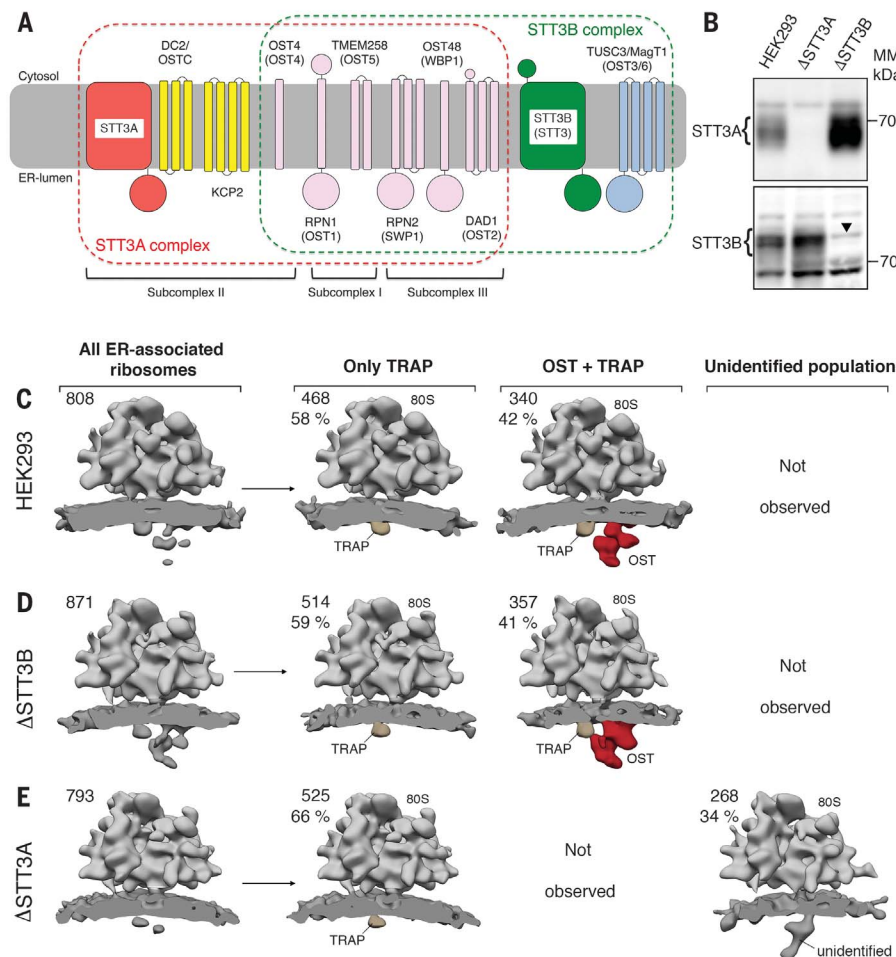 A
STT3B complex
DC2/
OSTC
OST4
(OST4)
TMEM258
(OST5)
OST48
(WBP1)
TUSC3/MagT1
(OST3/6)
Cytosol
STT3A
STT3B
(STT3)
ER-lumen
KCP2
RPN1
(OST1)
RPN2
(SWP1)
DAD1
(OST2)
STT3A complex
Subcomplex II
Subcomplex I
Subcomplex III
B
HEK293
ΔSTT3A
ΔSTT3B
MM
kDa
STT3A
70
STT3B
70
All ER-associated
ribosomes
Only TRAP
OST + TRAP
Unidentified population
C
HEK293
808
468
58 %
80S
TRAP
340
42 %
80S
TRAP
OST
Not
observed
D
ΔSTT3B
871
514
59 %
80S
TRAP
357
41 %
80S
TRAP
OST
Not
observed
E
ΔSTT3A
793
525
66 %
80S
TRAP
Not
observed
268
34 %
80S
unidentified